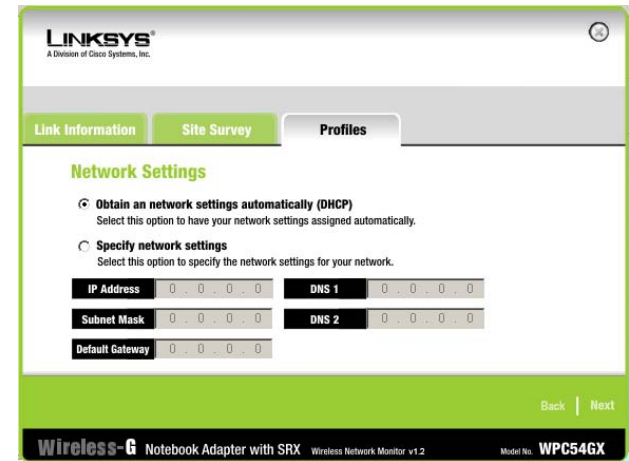 LINKSYS®
A Division of Cisco Systems, Inc.
Link Information Site Survey Profiles
Network Settings
Obtain an network settings automatically (DHCP)
Select this option to have your network settings assigned automatically.
Specify network settings
Select this option to specify the network settings for your network.
IP Address 0 . 0 . 0 . 0 DNS 1 0 . 0 . 0 . 0
Subnet Mask 0 . 0 . 0 . 0 DNS 2 0 . 0 . 0 . 0
Default Gateway 0 . 0 . 0 . 0
Back | Next
Wireless-G Notebook Adapter with SRX Wireless Network Monitor v1.2 Model No. WPC54GX